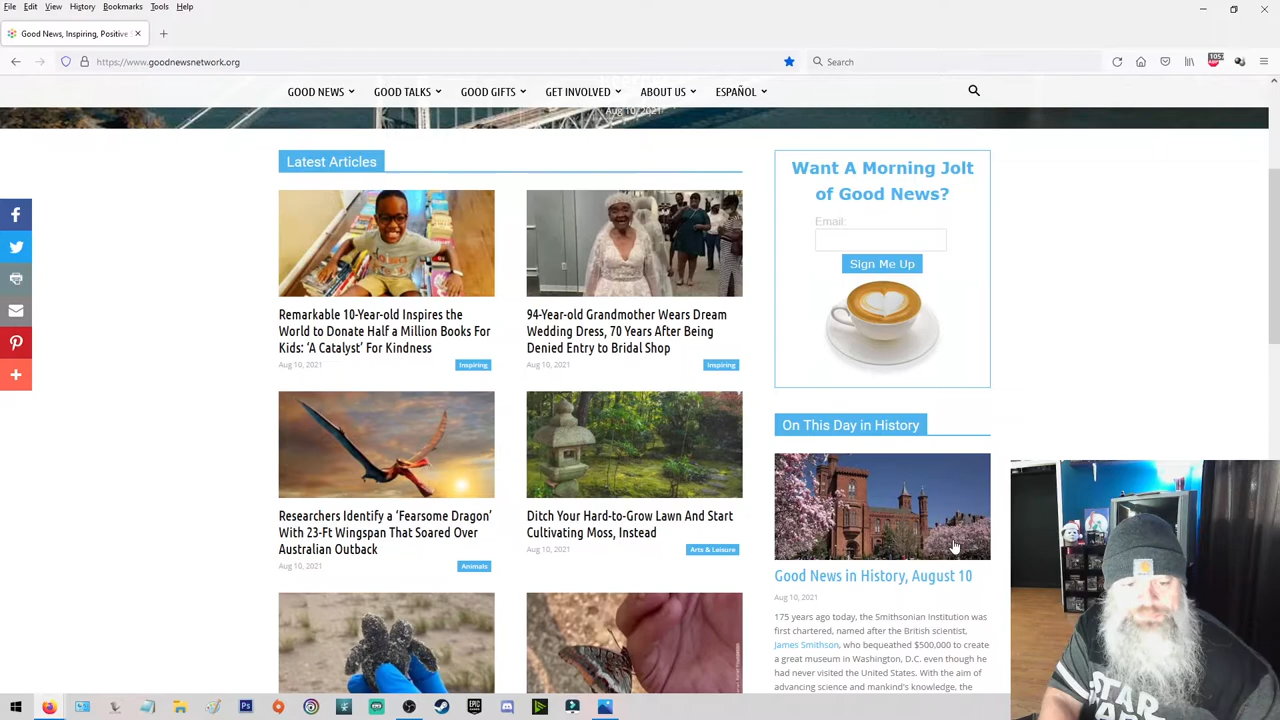 File Edit View History Bookmarks Tools Help
Good News, Inspiring, Positive
https://www.goodnewsnetwork.org
Search
105
GOOD NEWS GOOD TALKS GOOD GIFTS GET INVOLVED ABOUT US ESPAÑOL
Aug 10, 2021
Latest Articles
Remarkable 10-Year-old Inspires the
World to Donate Half a Million Books For
Kids: ‘A Catalyst’ For Kindness
Aug 10, 2021
Inspiring
94-Year-old Grandmother Wears Dream
Wedding Dress, 70 Years After Being
Denied Entry to Bridal Shop
Aug 10, 2021
Inspiring
Researchers Identify a ‘Fearsome Dragon’
With 23-Ft Wingspan That Soared Over
Australian Outback
Aug 10, 2021
Animals
Ditch Your Hard-to-Grow Lawn And Start
Cultivating Moss, Instead
Aug 10, 2021
Arts & Leisure
Want A Morning Jolt
of Good News?
Email:
Sign Me Up
On This Day in History
Good News in History, August 10
Aug 10, 2021
175 years ago today, the Smithsonian Institution was
first chartered, named after the British scientist,
James Smithson, who bequeathed $500,000 to create
a great museum in Washington, D.C. even though he
had never visited the United States. With the aim of
advancing science and mankind's knowledge, the
STAR